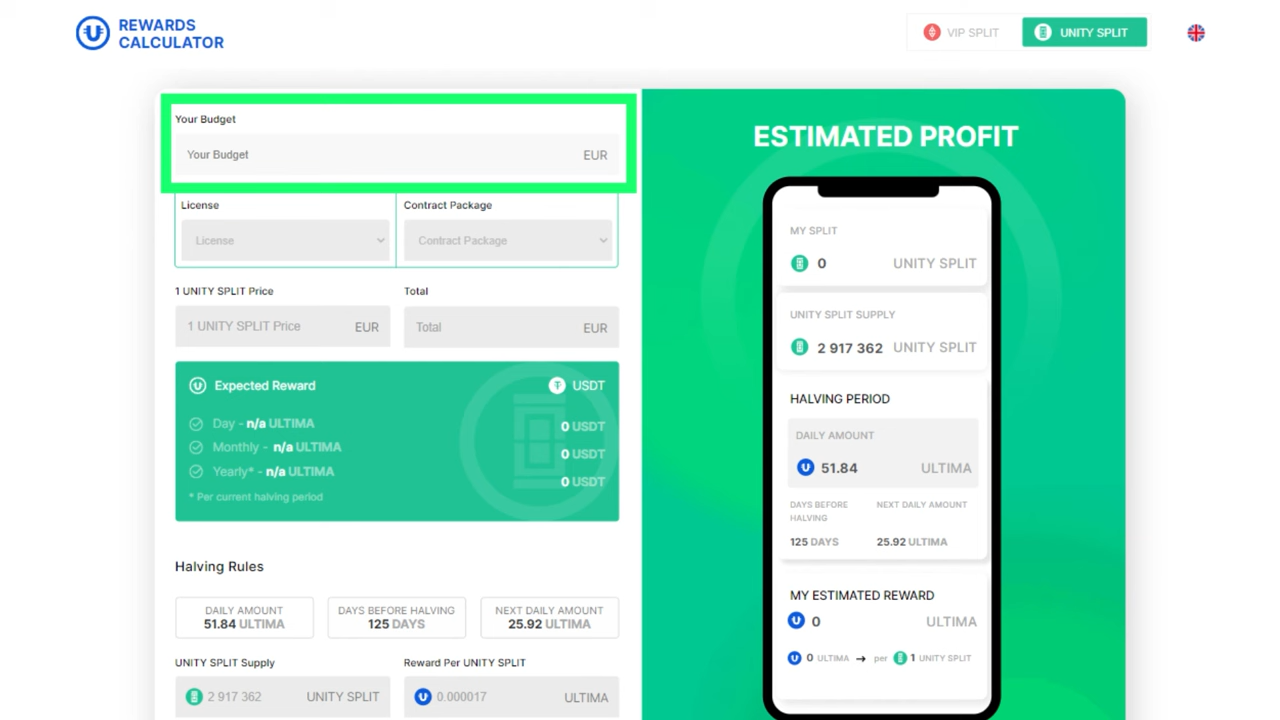 REWARDS
CALCULATOR
VIP SPLIT
UNITY SPLIT
Your Budget
Your Budget EUR
License
License
Contract Package
Contract Package
1 UNITY SPLIT Price
1 UNITY SPLIT Price EUR
Total
Total EUR
Expected Reward USDT
Day - n/a ULTIMA 0 USDT
Monthly - n/a ULTIMA 0 USDT
Yearly* - n/a ULTIMA 0 USDT
* Per current halving period
Halving Rules
DAILY AMOUNT
51.84 ULTIMA
DAYS BEFORE HALVING
125 DAYS
NEXT DAILY AMOUNT
25.92 ULTIMA
UNITY SPLIT Supply
2 917 362 UNITY SPLIT
Reward Per UNITY SPLIT
0.000017 ULTIMA
ESTIMATED PROFIT
MY SPLIT
0 UNITY SPLIT
UNITY SPLIT SUPPLY
2 917 362 UNITY SPLIT
HALVING PERIOD
DAILY AMOUNT
51.84 ULTIMA
DAYS BEFORE
HALVING
125 DAYS
NEXT DAILY AMOUNT
25.92 ULTIMA
MY ESTIMATED REWARD
0 ULTIMA
0 ULTIMA → per 1 UNITY SPLIT